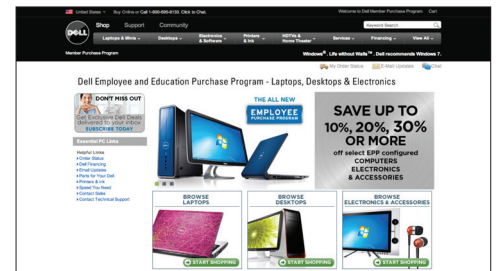 United States Buy Online or Call 1-800-695-8133. Click to Chat. Welcome to Dell Member Purchase Program Cart
DELL Shop Support Community Keyword Search
Laptops & Minis Desktops Electronics & Software Printers & Ink HDTVs & Home Theater Services Financing View All
Member Purchase Program Windows®. Life without Walls™. Dell recommends Windows 7.
My Order Status E-Mail Updates Chat
Dell Employee and Education Purchase Program - Laptops, Desktops & Electronics
DON'T MISS OUT
Get Exclusive Dell Deals
delivered to your inbox
SUBSCRIBE TODAY
Essential PC Links
Helpful Links
Order Status
Dell Financing
Email Updates
Parts for Your Dell
Printers & Ink
Speed You Need
Contact Sales
Contact Technical Support
THE ALL NEW
EMPLOYEE
PURCHASE PROGRAM
SAVE UP TO
10%, 20%, 30%
OR MORE
off select EPP configured
COMPUTERS
ELECTRONICS
& ACCESSORIES
BROWSE
LAPTOPS
START SHOPPING
BROWSE
DESKTOPS
START SHOPPING
BROWSE
ELECTRONICS & ACCESSORIES
START SHOPPING